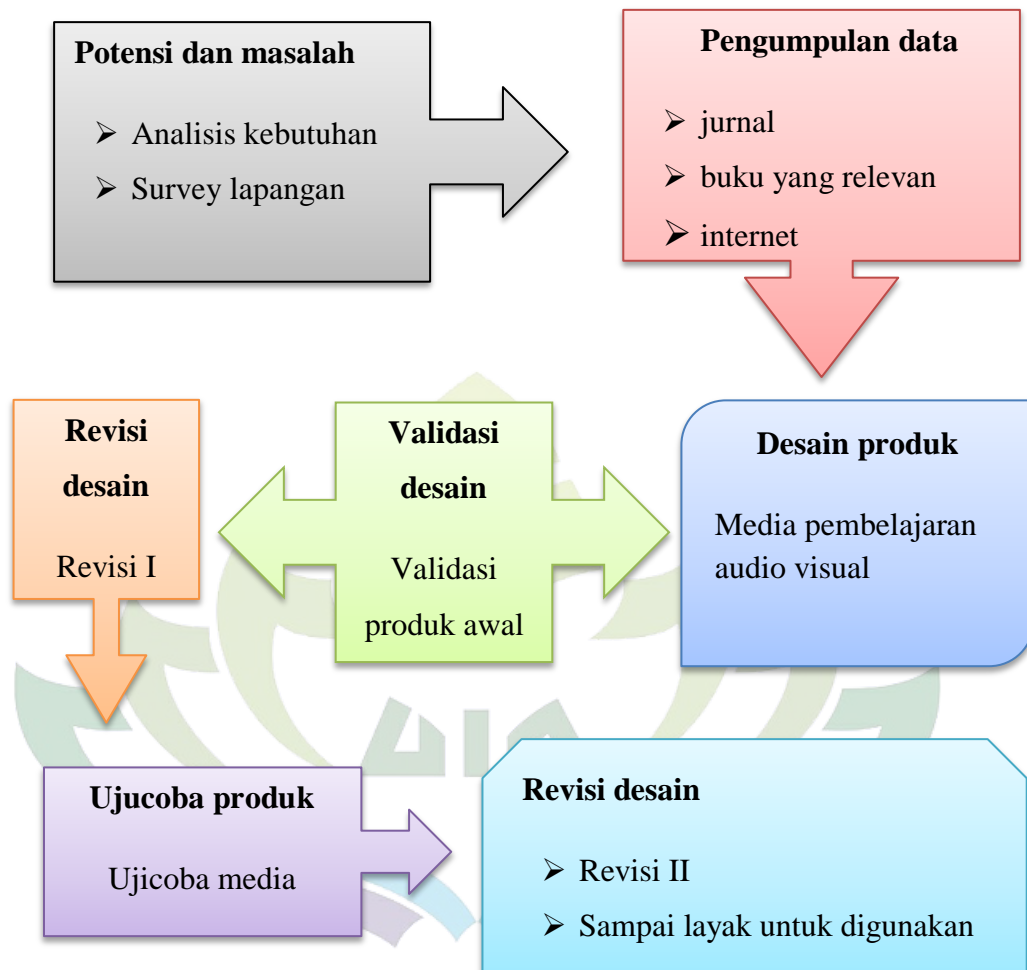 Potensi dan masalah
➢ Analisis kebutuhan
➢ Survey lapangan
Pengumpulan data
➢ jurnal
➢ buku yang relevan
➢ internet
Desain produk
Media pembelajaran
audio visual
Validasi
desain
Validasi
produk awal
Revisi
desain
Revisi I
Ujucoba produk
Ujicoba media
Revisi desain
➢ Revisi II
➢ Sampai layak untuk digunakan